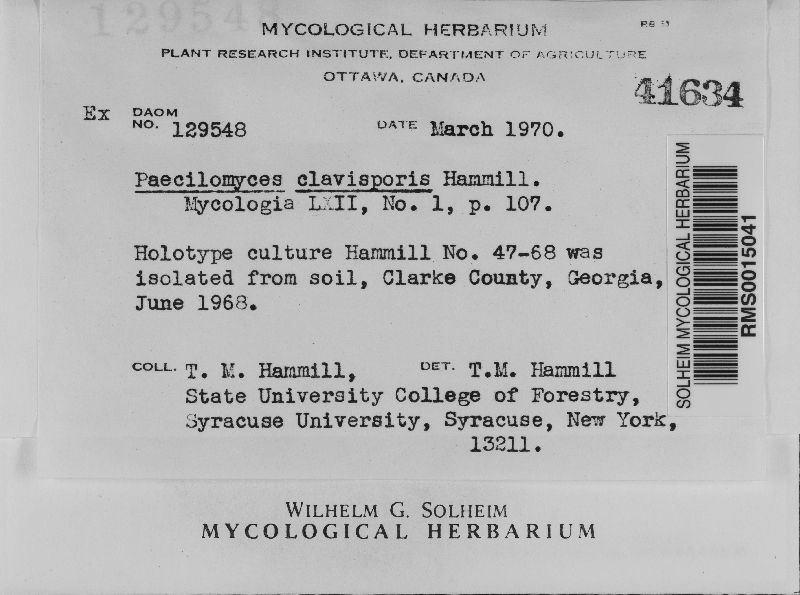 129548
MYCOLOGICAL HERBARIUM
PLANT RESEARCH INSTITUTE, DEPARTMENT OF AGRICULTURE
OTTAWA, CANADA
41634
Ex DAOM NO. 129548 DATE March 1970.
Paecilomyces clavisporis Hammill.
Mycologia LXII, No. 1, p. 107.
Holotype culture Hammill No. 47-68 was
isolated from soil, Clarke County, Georgia,
June 1968.
COLL. T. M. Hammill, DET. T.M. Hammill
State University College of Forestry,
Syracuse University, Syracuse, New York,
13211.
SOLHEIM MYCOLOGICAL HERBARIUM
RMS0015041
WILHELM G. SOLHEIM
MYCOLOGICAL HERBARIUM